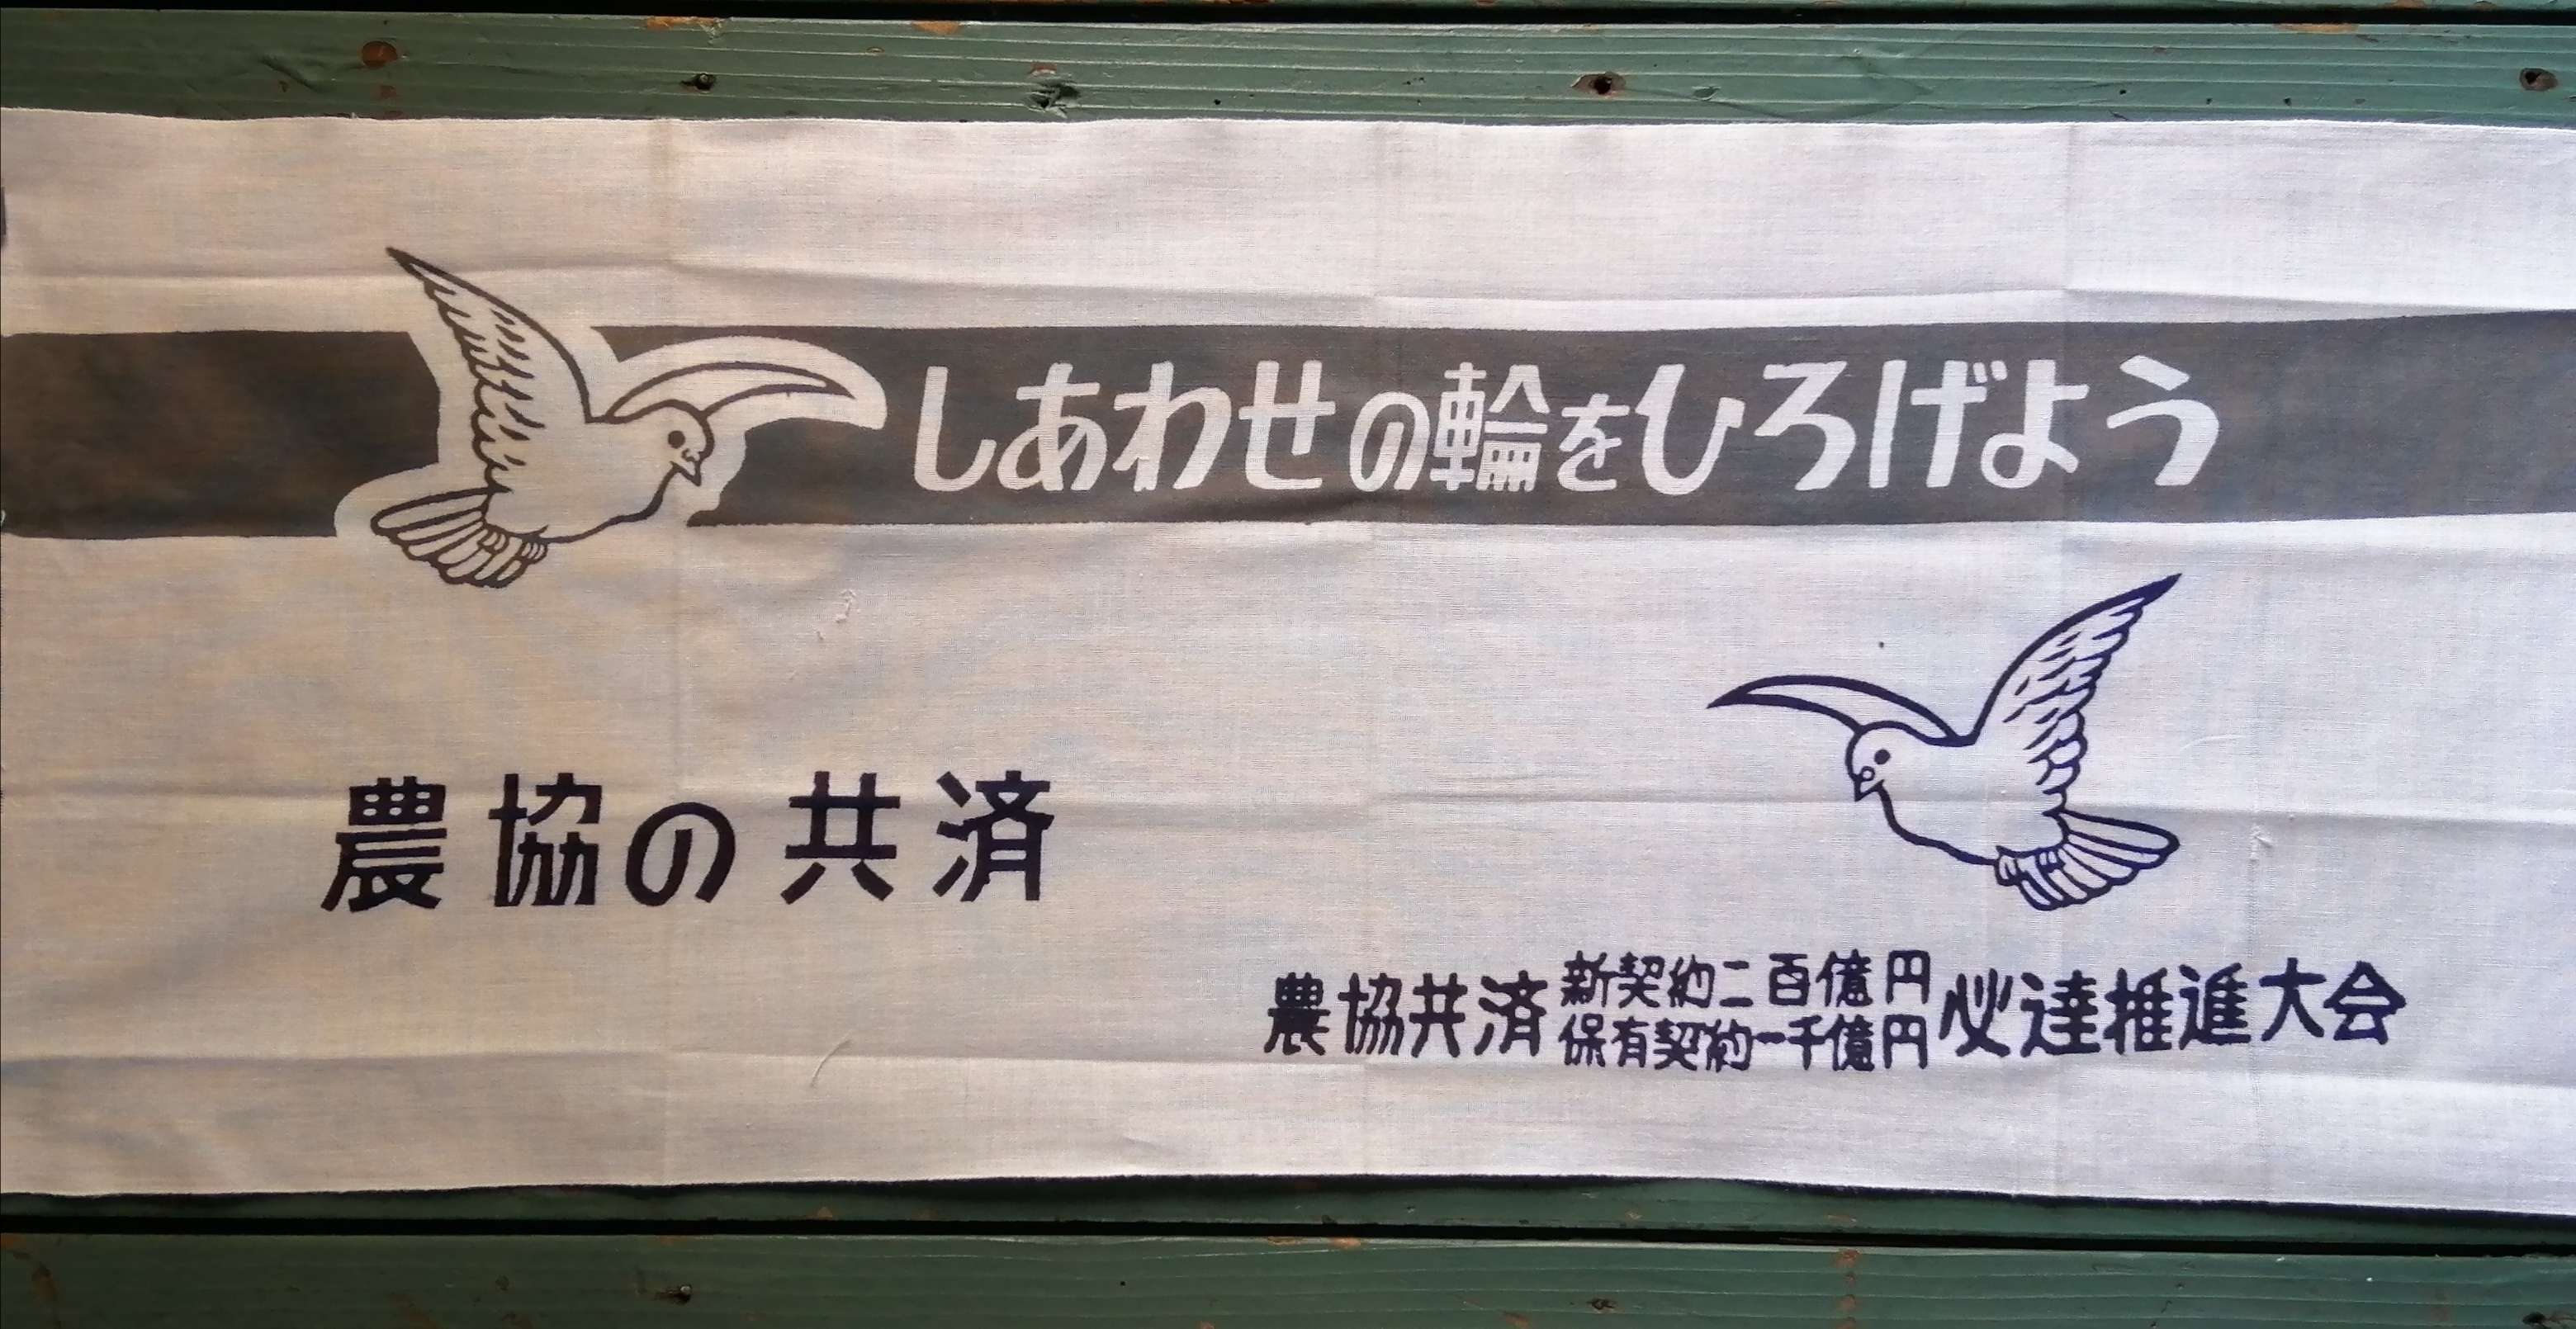 しあわせの輪をひろげよう
農協の共済
農協共済 新契約二百億円 保有契約一千億円 必達推進大会